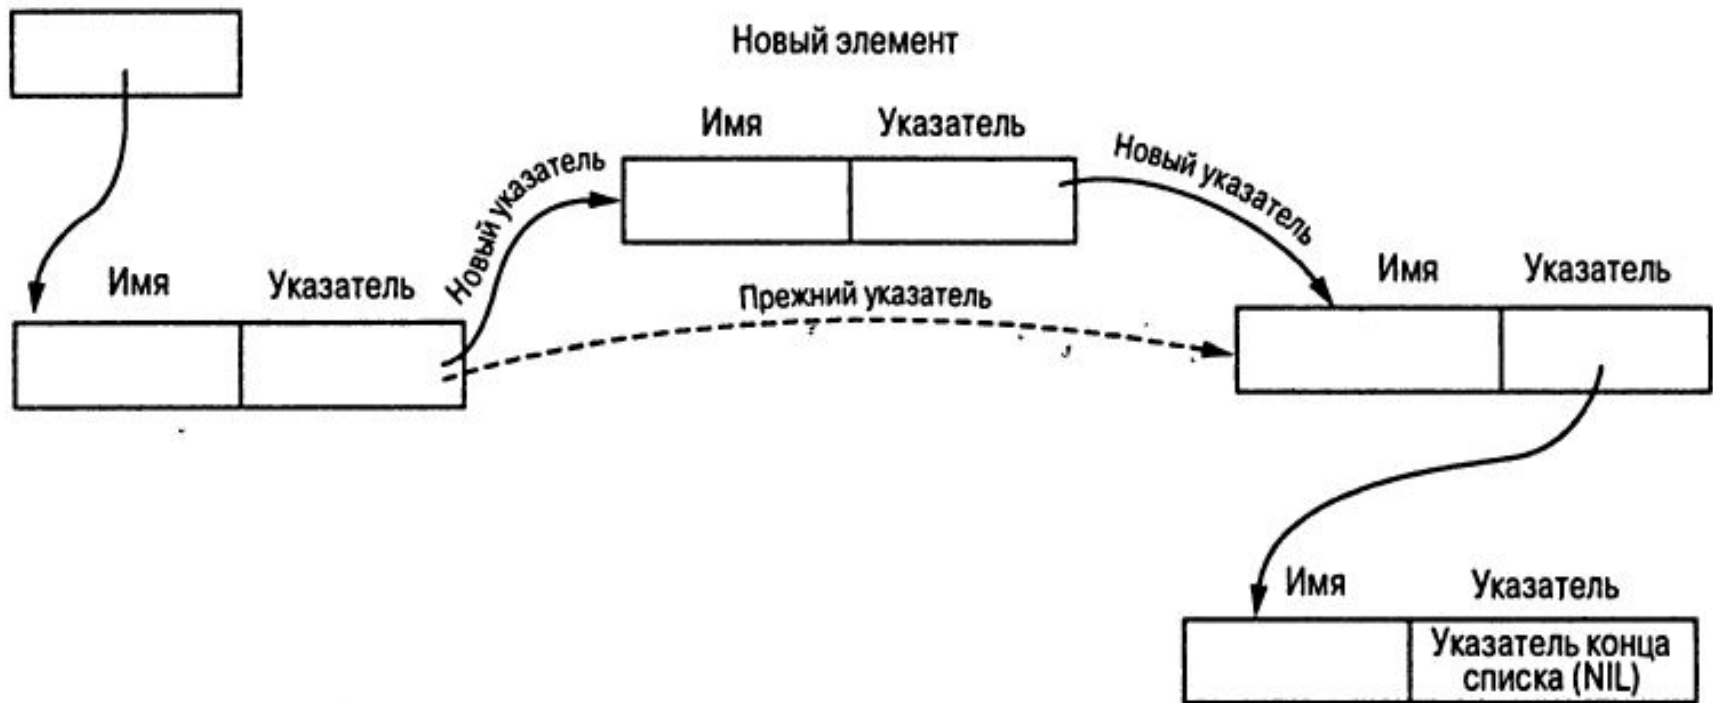 Новый элемент
Имя Указатель
Новый указатель
Новый указатель
Имя Указатель
Прежний указатель
Имя Указатель
Имя Указатель
Указатель конца
списка (NIL)